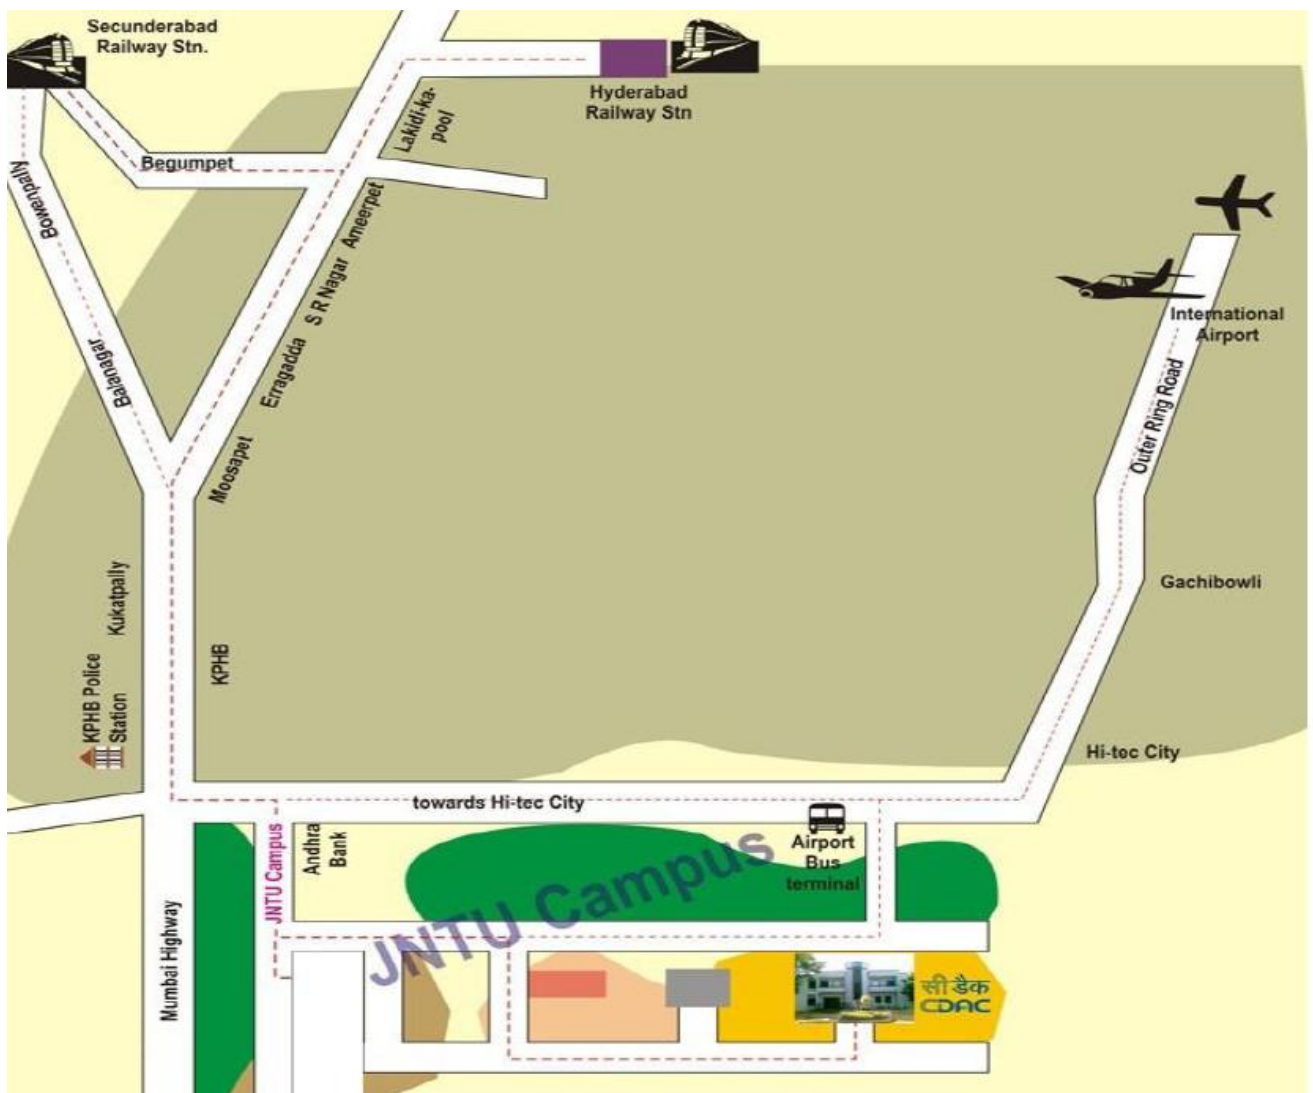 Secunderabad
Railway Stn.
Hyderabad
Railway Stn
Lakidi-ka-
pool
Begumpet
Bowenpally
Ameerpet
S R Nagar
Erragadda
Moosapet
Balanagar
International
Airport
Outer Ring Road
Gachibowli
Hi-tec City
Kukatpally
KPHB Police
Station
KPHB
towards Hi-tec City
Airport
Bus
terminal
Andhra
Bank
JNTU Campus
JNTU Campus
Mumbai Highway
सी डैक
CDAC